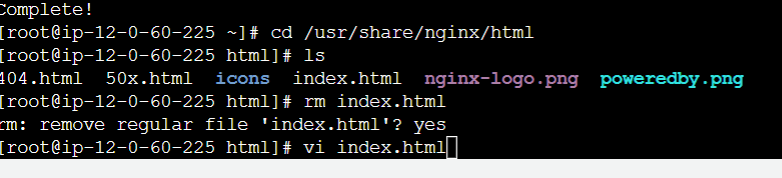 Complete!
[root@ip-12-0-60-225 ~]# cd /usr/share/nginx/html
[root@ip-12-0-60-225 html]# ls
404.html  50x.html  icons  index.html  nginx-logo.png  poweredby.png
[root@ip-12-0-60-225 html]# rm index.html
rm: remove regular file 'index.html'? yes
[root@ip-12-0-60-225 html]# vi index.html